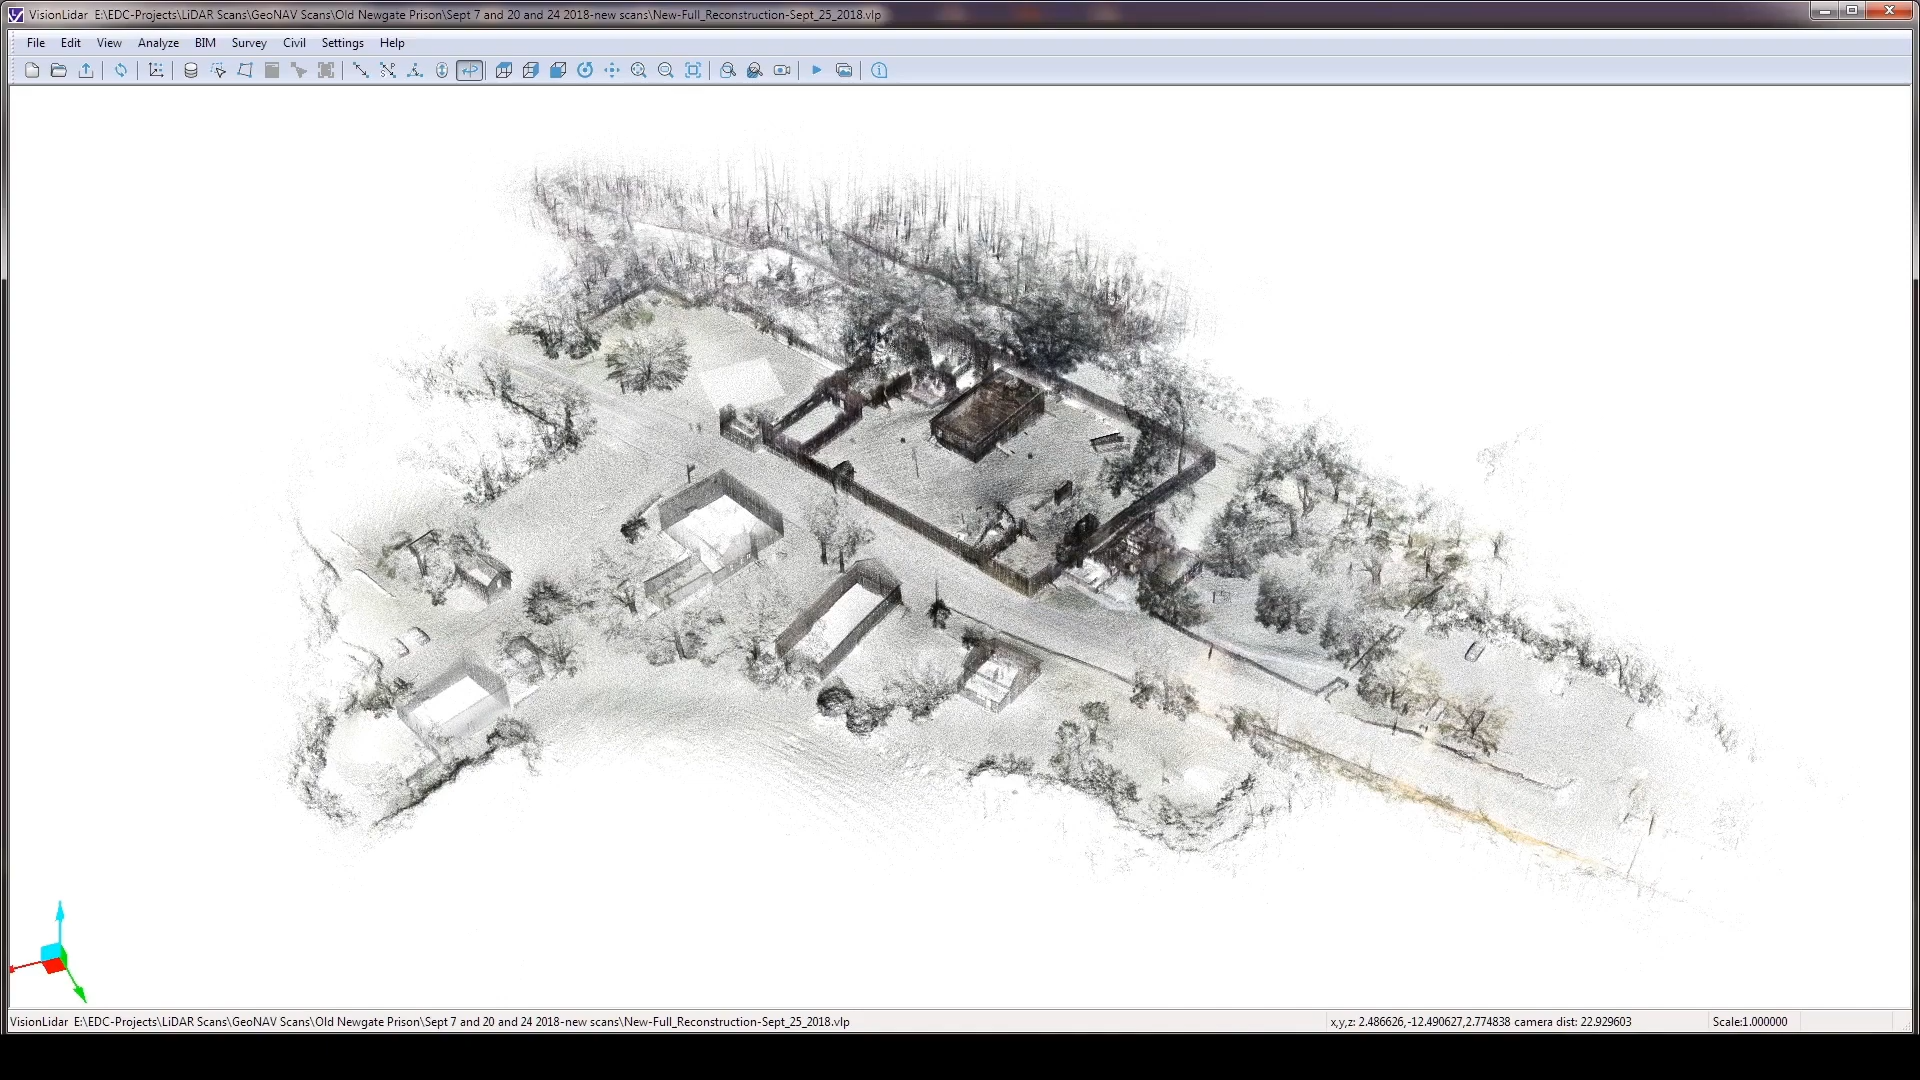 VisionLidar E:\EDC-Projects\LiDAR Scans\GeoNAV Scans\Old Newgate Prison\Sept 7 and 20 and 24 2018-new scans\New-Full_Reconstruction-Sept_25_2018.vlp
File Edit View Analyze BIM Survey Civil Settings Help
VisionLidar E:\EDC-Projects\LiDAR Scans\GeoNAV Scans\Old Newgate Prison\Sept 7 and 20 and 24 2018-new scans\New-Full_Reconstruction-Sept_25_2018.vlp x,y,z: 2.486626,-12.490627,2.774838 camera dist: 22.929603 Scale:1.000000